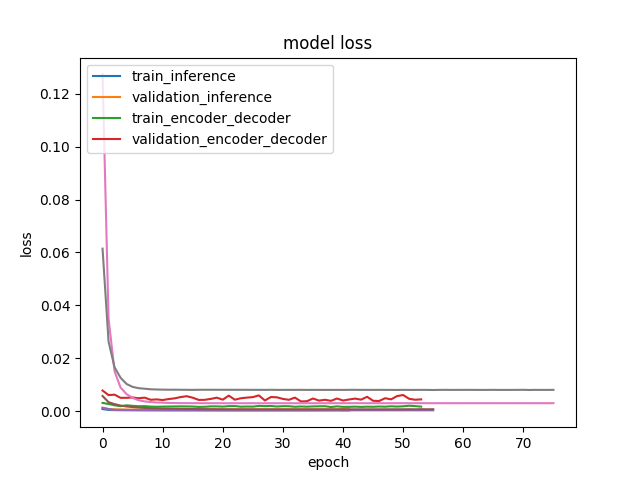 model loss
train_inference
validation_inference
train_encoder_decoder
validation_encoder_decoder
0.12
0.10
0.08
0.06
0.04
0.02
0.00
loss
0 10 20 30 40 50 60 70
epoch